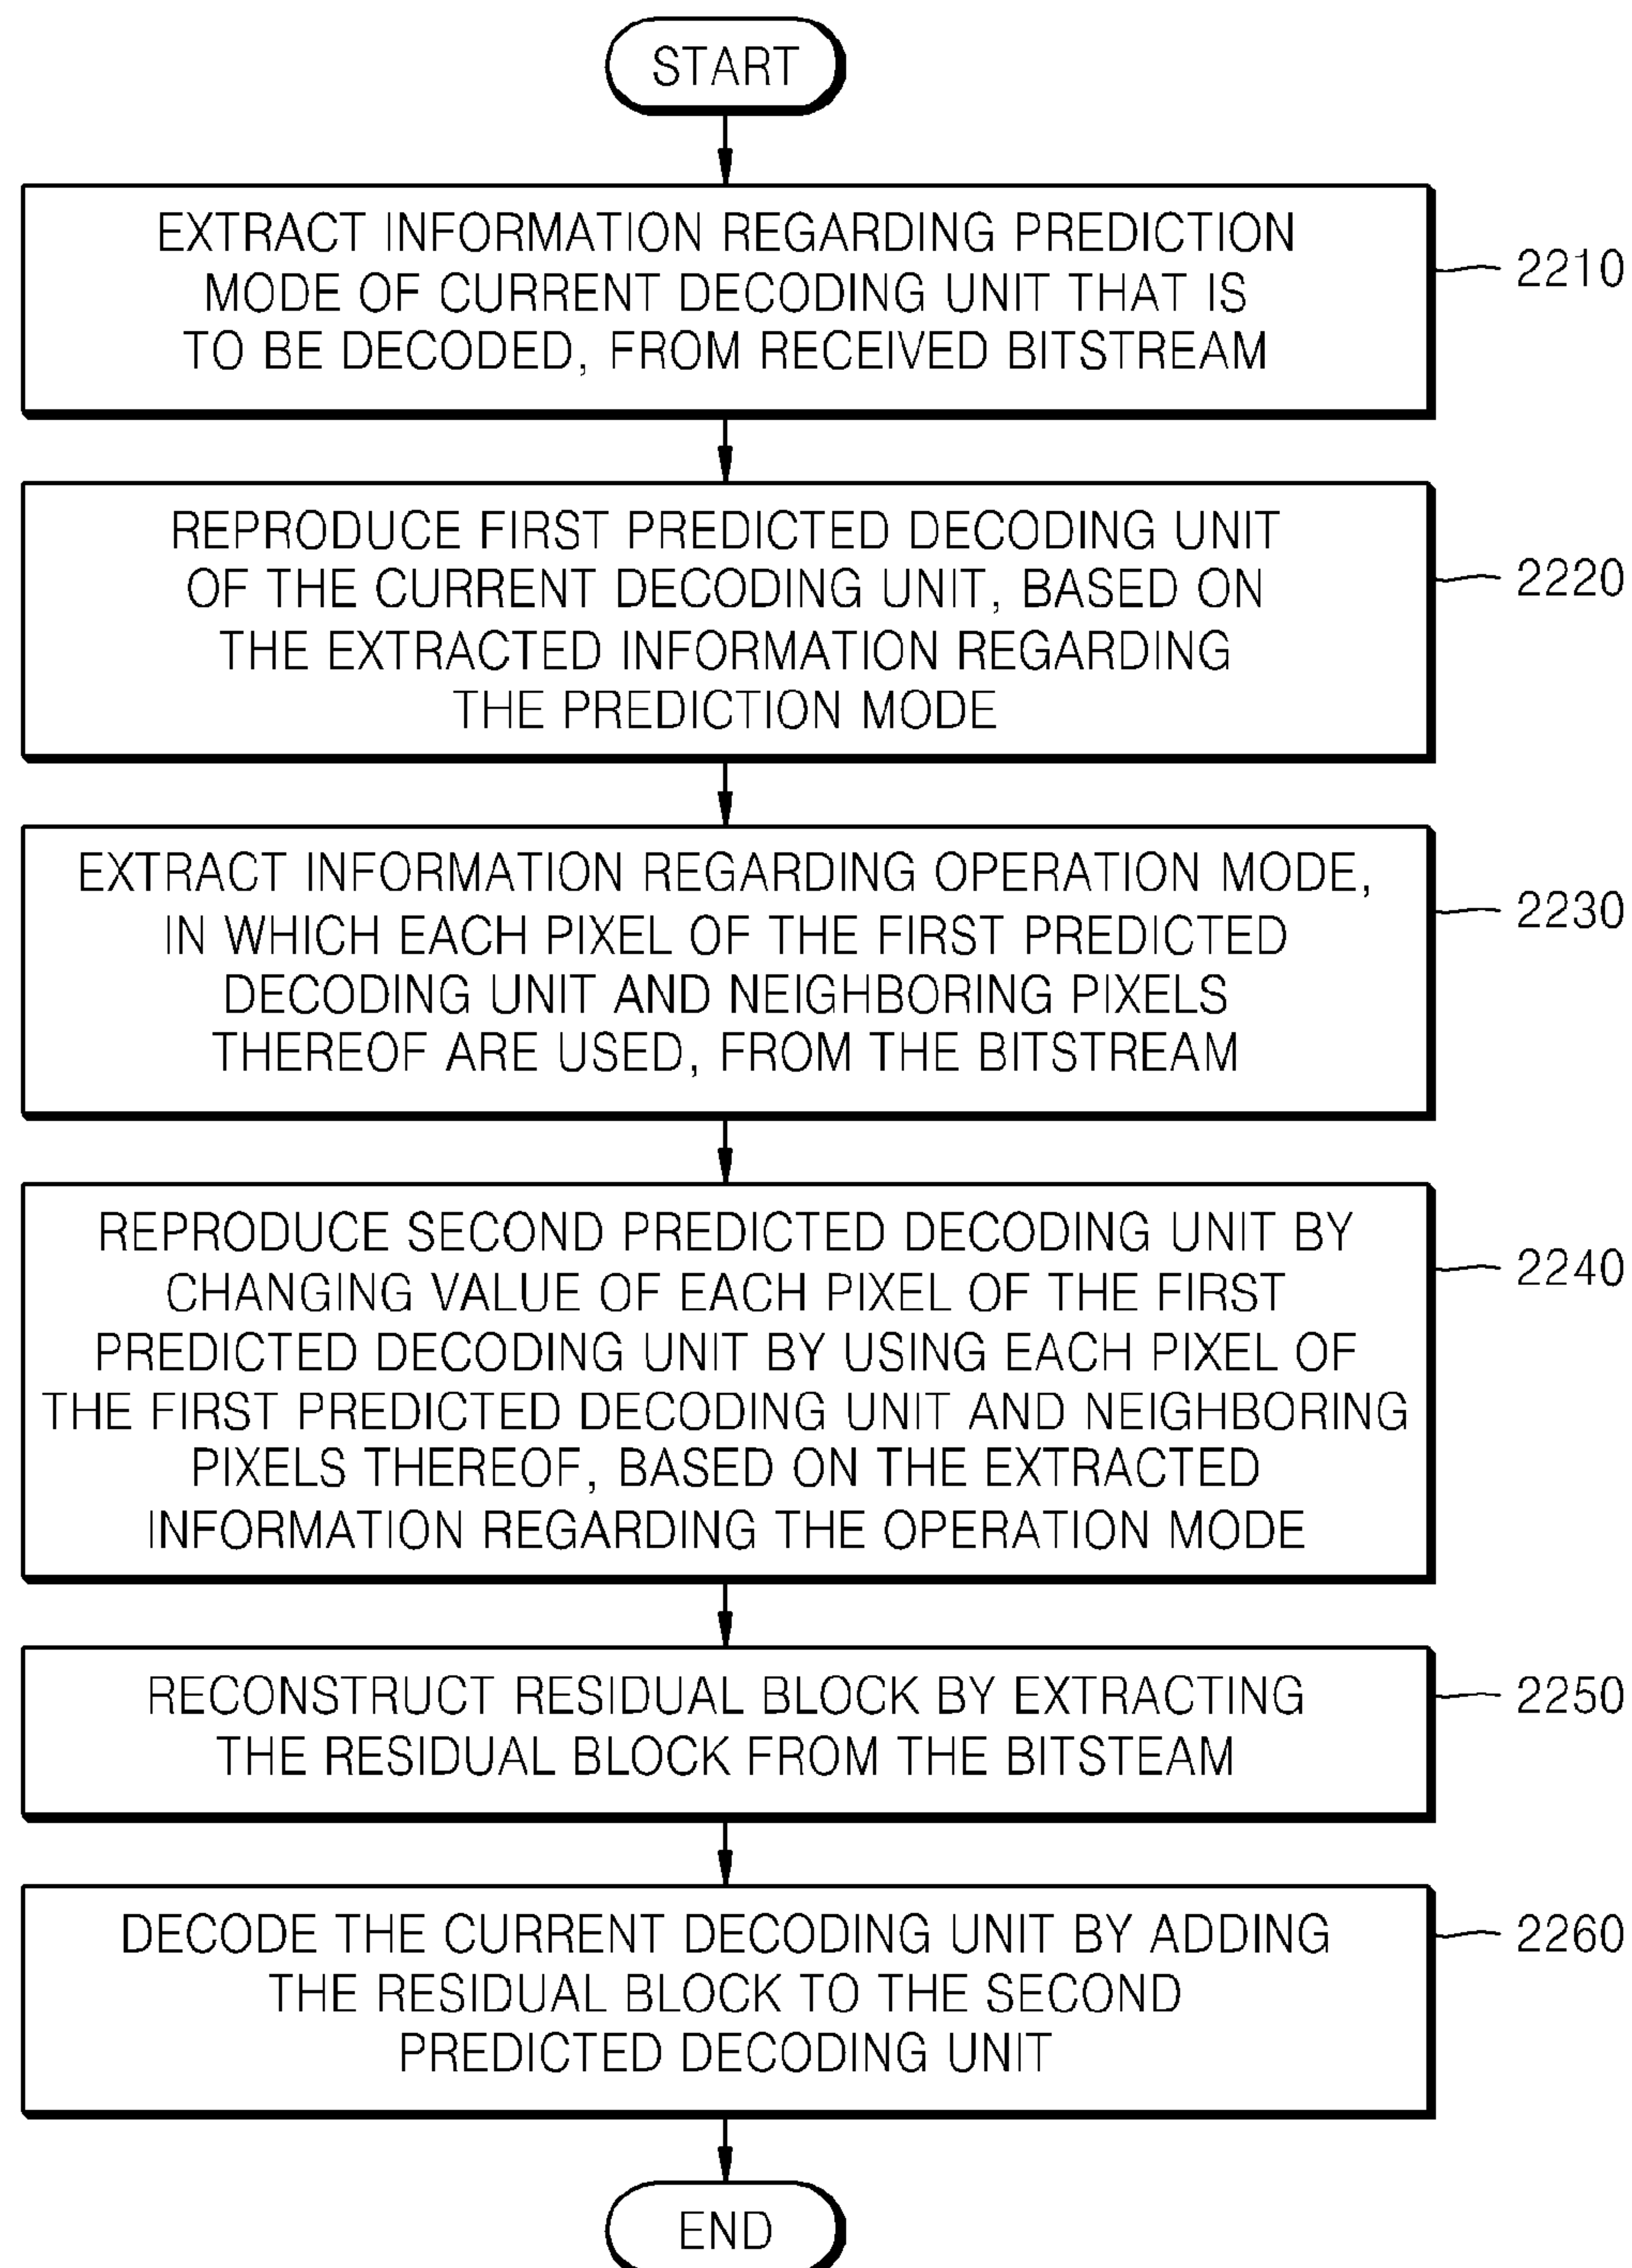 START
EXTRACT INFORMATION REGARDING PREDICTION
MODE OF CURRENT DECODING UNIT THAT IS
TO BE DECODED, FROM RECEIVED BITSTREAM
2210
REPRODUCE FIRST PREDICTED DECODING UNIT
OF THE CURRENT DECODING UNIT, BASED ON
THE EXTRACTED INFORMATION REGARDING
THE PREDICTION MODE
2220
EXTRACT INFORMATION REGARDING OPERATION MODE,
IN WHICH EACH PIXEL OF THE FIRST PREDICTED
DECODING UNIT AND NEIGHBORING PIXELS
THEREOF ARE USED, FROM THE BITSTREAM
2230
REPRODUCE SECOND PREDICTED DECODING UNIT BY
CHANGING VALUE OF EACH PIXEL OF THE FIRST
PREDICTED DECODING UNIT BY USING EACH PIXEL OF
THE FIRST PREDICTED DECODING UNIT AND NEIGHBORING
PIXELS THEREOF, BASED ON THE EXTRACTED
INFORMATION REGARDING THE OPERATION MODE
2240
RECONSTRUCT RESIDUAL BLOCK BY EXTRACTING
THE RESIDUAL BLOCK FROM THE BITSTEAM
2250
DECODE THE CURRENT DECODING UNIT BY ADDING
THE RESIDUAL BLOCK TO THE SECOND
PREDICTED DECODING UNIT
2260
END